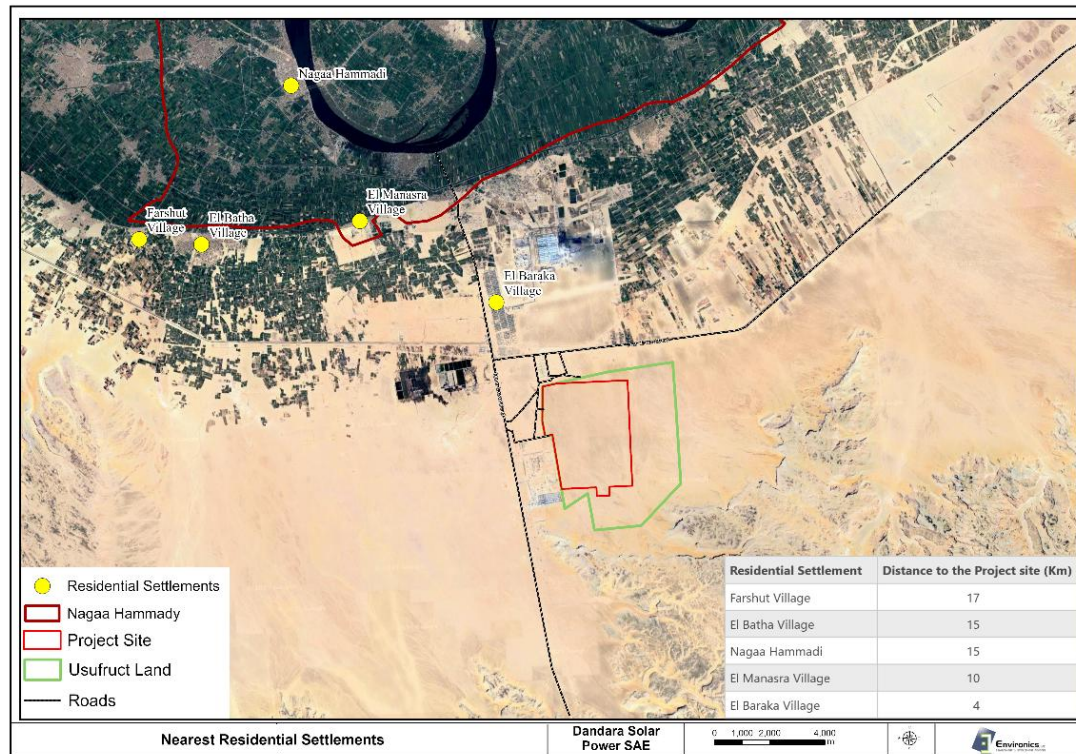 Nagaa Hammadi
El Manasra
Village
Farshut
Village
El Batha
Village
El Baraka
Village
Residential Settlements
Nagaa Hammady
Project Site
Usufruct Land
Roads
Residential Settlement Distance to the Project site (Km)
Farshut Village 17
El Batha Village 15
Nagaa Hammadi 15
El Manasra Village 10
El Baraka Village 4
Nearest Residential Settlements
Dandara Solar
Power SAE
0 1,000 2,000 4,000
m
Environics